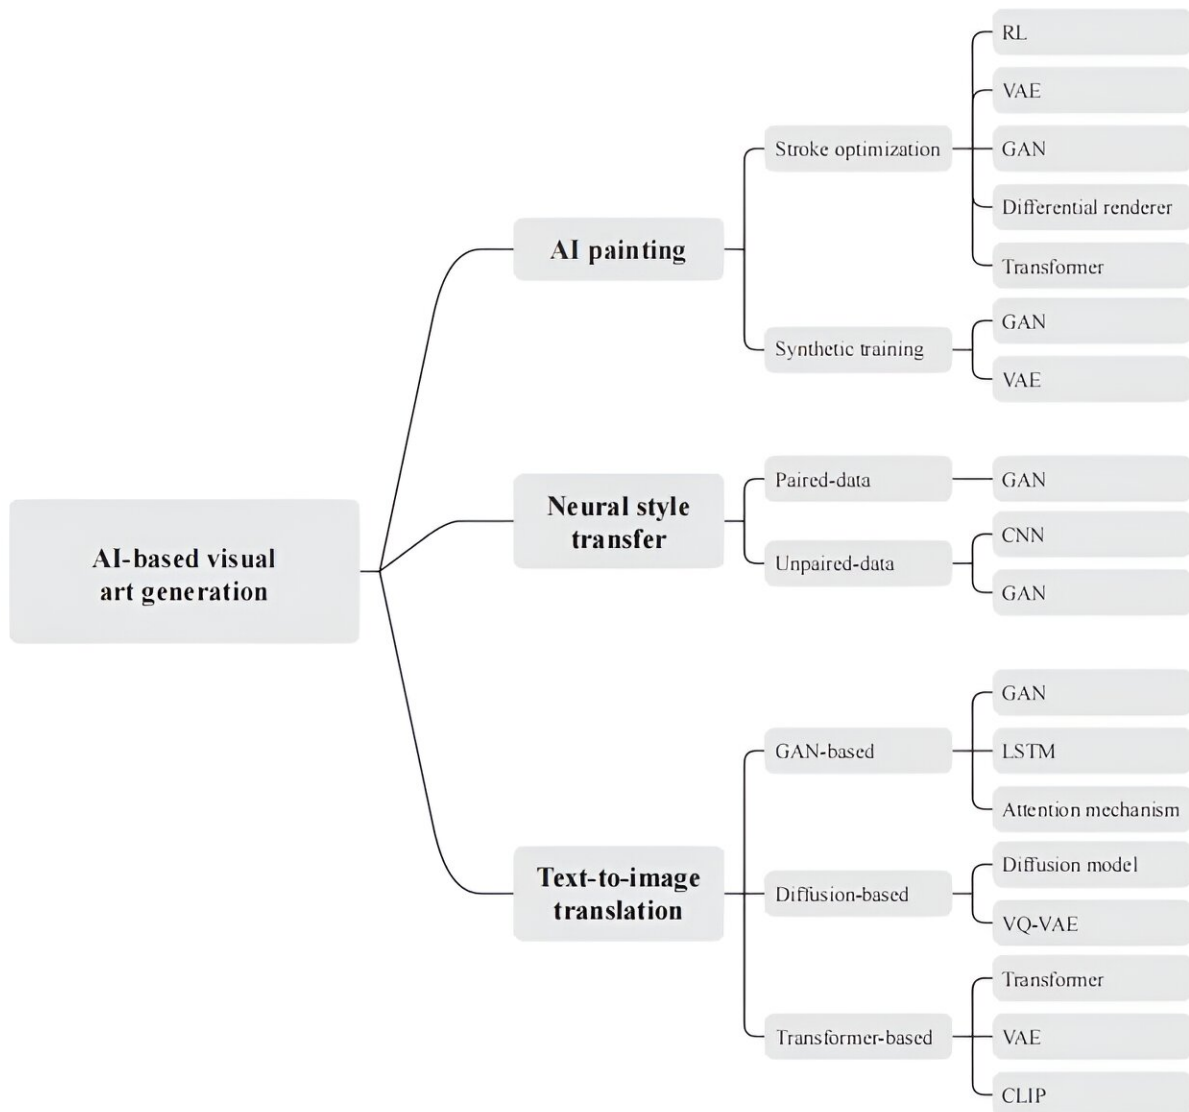 AI-based visual
art generation
AI painting
Stroke optimization
RL
VAE
GAN
Differential renderer
Transformer
Synthetic training
GAN
VAE
Neural style
transfer
Paired-data
GAN
Unpaired-data
CNN
GAN
Text-to-image
translation
GAN-based
GAN
LSTM
Attention mechanism
Diffusion-based
Diffusion model
VQ-VAE
Transformer-based
Transformer
VAE
CLIP